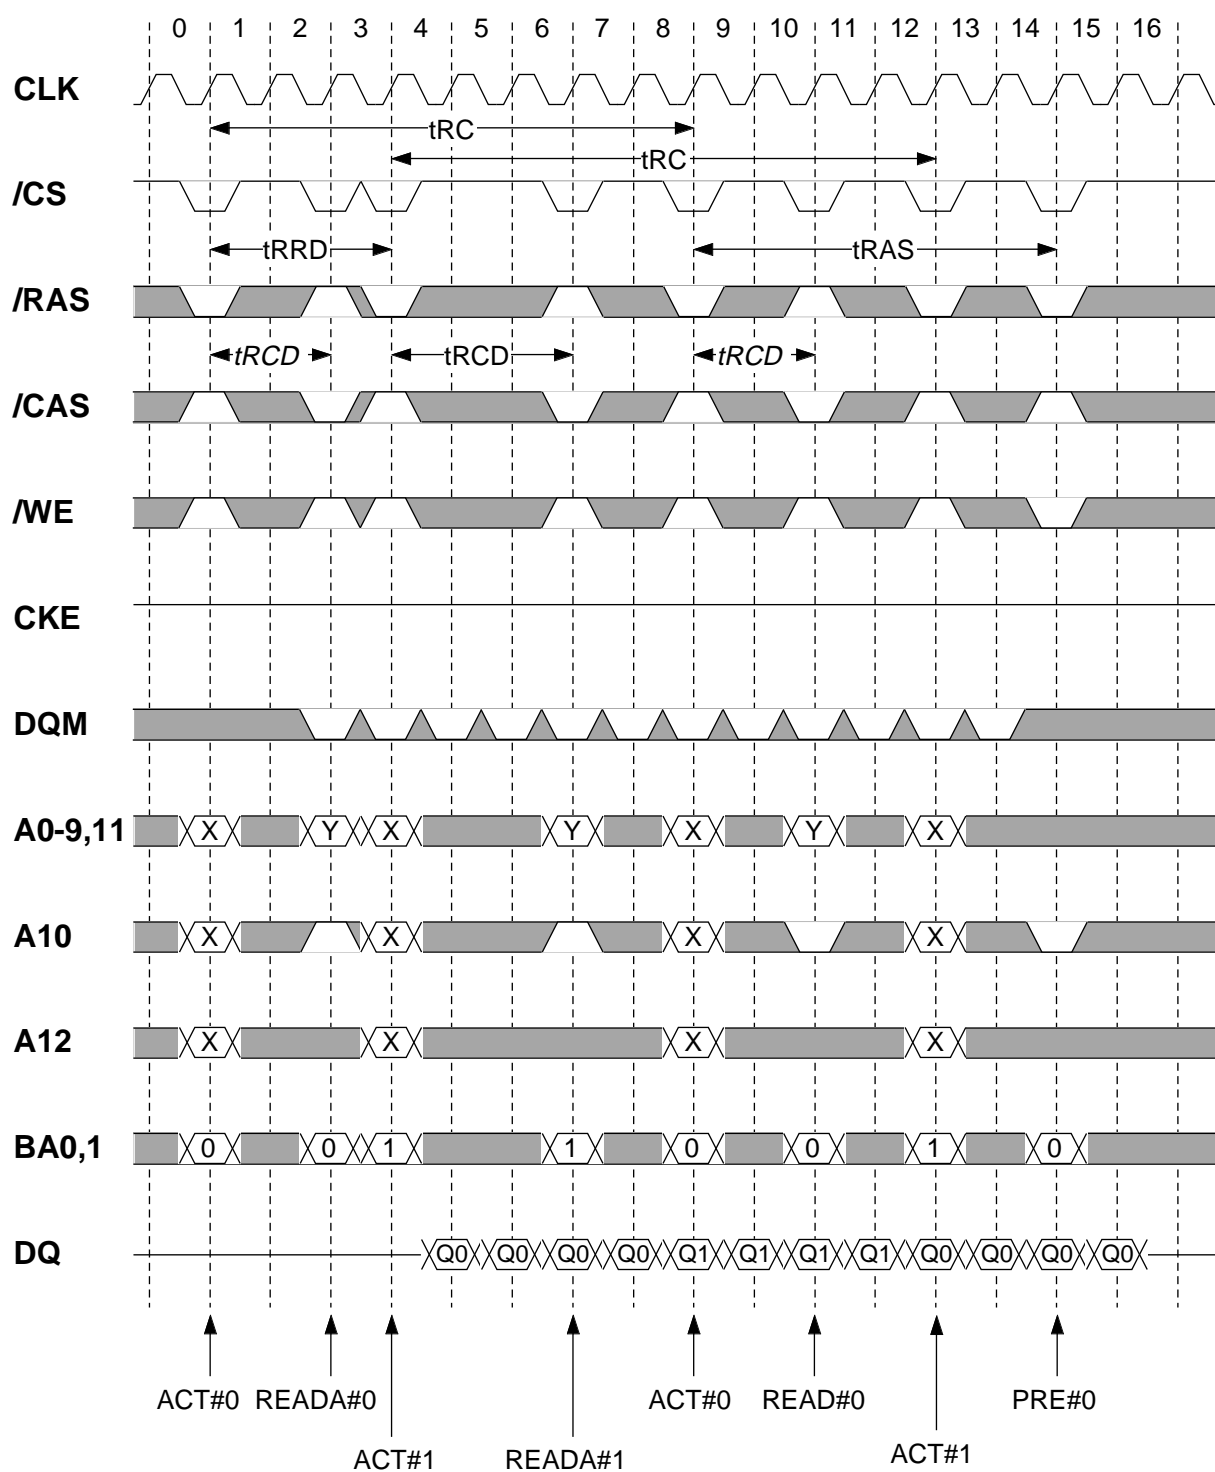 0 1 2 3 4 5 6 7 8 9 10 11 12 13 14 15 16
CLK
tRC
tRC
/CS
tRRD tRAS
/RAS
tRCD tRCD tRCD
/CAS
/WE
CKE
DQM
A0-9,11 X Y X Y X Y X
A10 X X X X
A12 X X X X
BA0,1 0 0 1 1 0 0 1 0
DQ Q0 Q0 Q0 Q0 Q1 Q1 Q1 Q1 Q0 Q0 Q0 Q0
ACT#0 READA#0 ACT#0 READ#0 PRE#0
ACT#1 READA#1 ACT#1